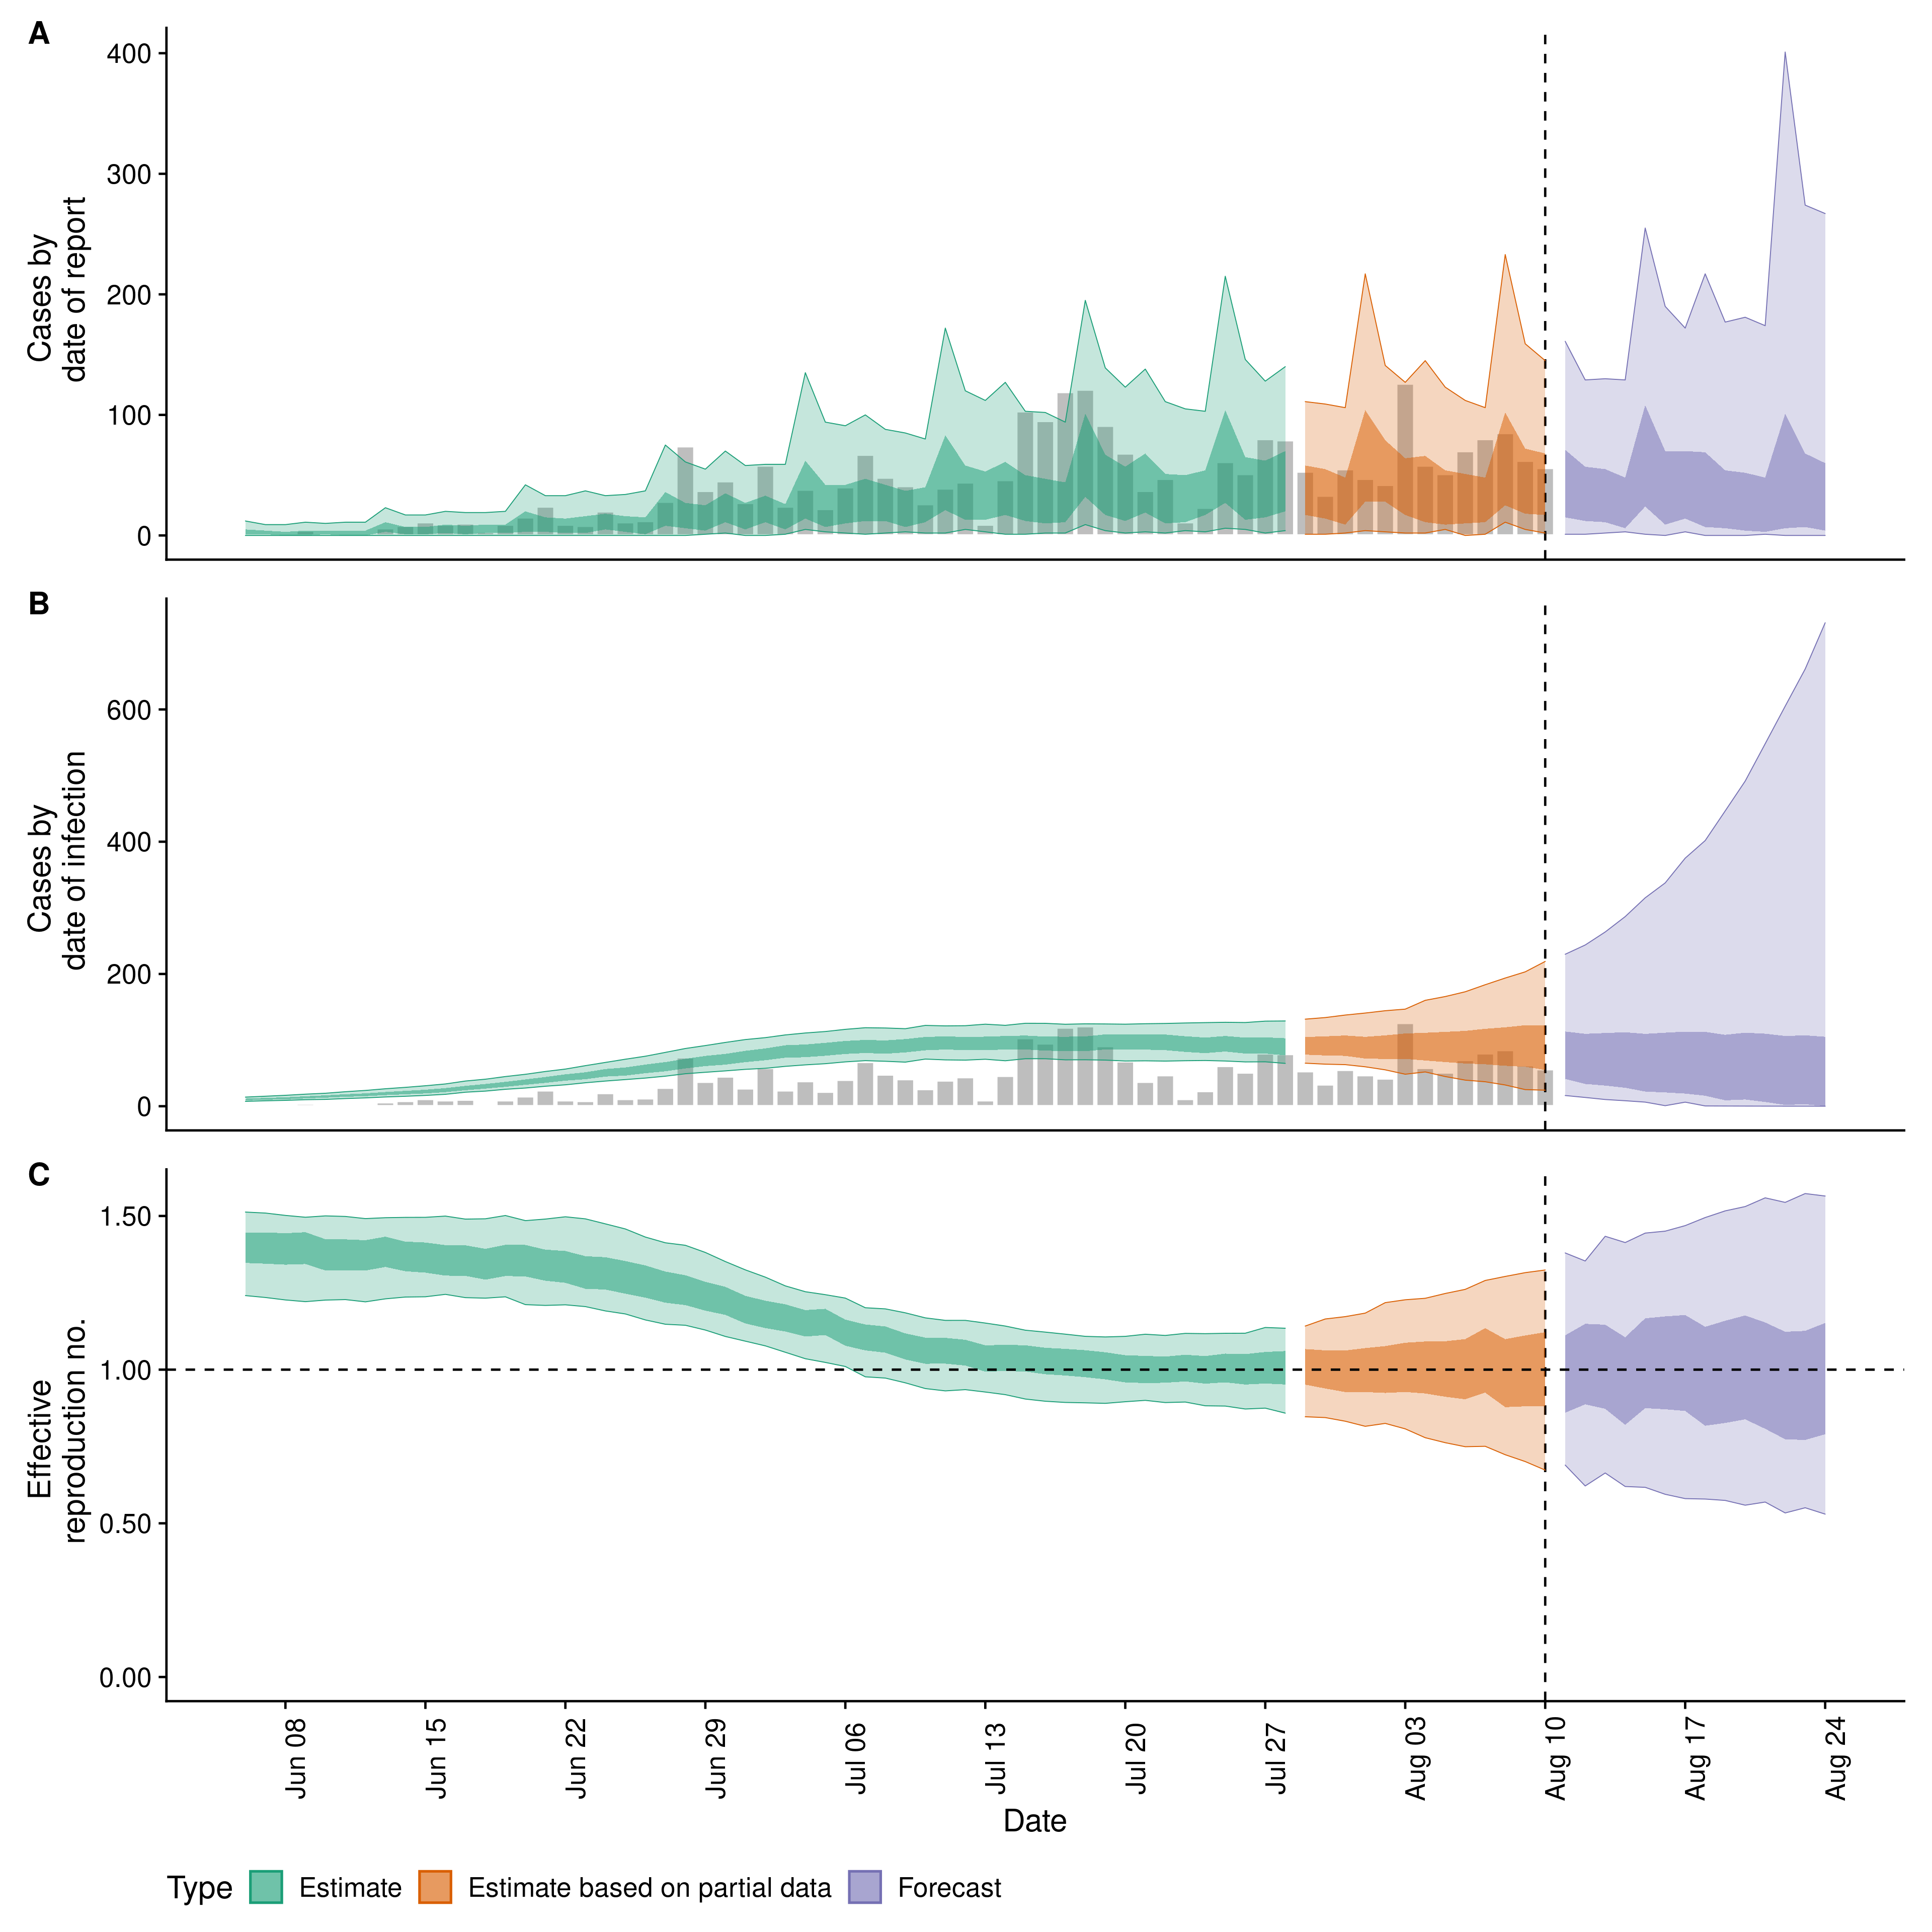 A
400
300
200
100
0
Cases by
date of report
B
600
400
200
0
Cases by
date of infection
C
1.50
1.00
0.50
0.00
Effective
reproduction no.
Jun 08
Jun 15
Jun 22
Jun 29
Jul 06
Jul 13
Jul 20
Jul 27
Aug 03
Aug 10
Aug 17
Aug 24
Date
Type
Estimate
Estimate based on partial data
Forecast